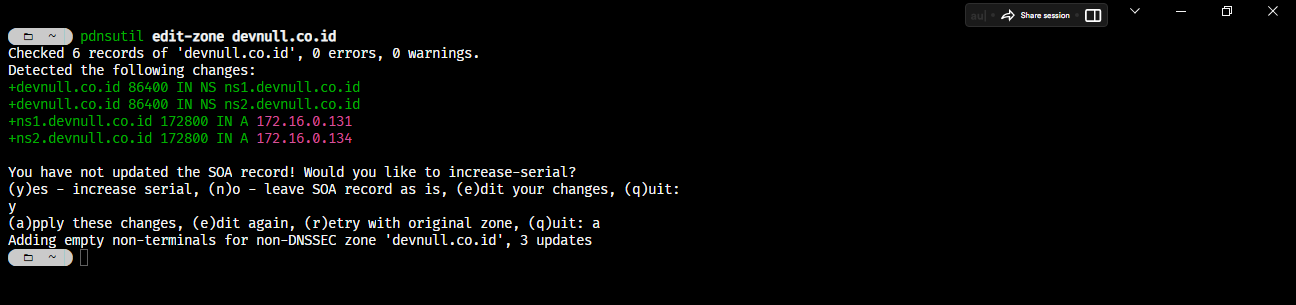 Share session
~ pdnsutil edit-zone devnull.co.id
Checked 6 records of 'devnull.co.id', 0 errors, 0 warnings.
Detected the following changes:
+devnull.co.id 86400 IN NS ns1.devnull.co.id
+devnull.co.id 86400 IN NS ns2.devnull.co.id
+ns1.devnull.co.id 172800 IN A 172.16.0.131
+ns2.devnull.co.id 172800 IN A 172.16.0.134
You have not updated the SOA record! Would you like to increase-serial?
(y)es - increase serial, (n)o - leave SOA record as is, (e)dit your changes, (q)uit:
y
(a)pply these changes, (e)dit again, (r)etry with original zone, (q)uit: a
Adding empty non-terminals for non-DNSSEC zone 'devnull.co.id', 3 updates
~